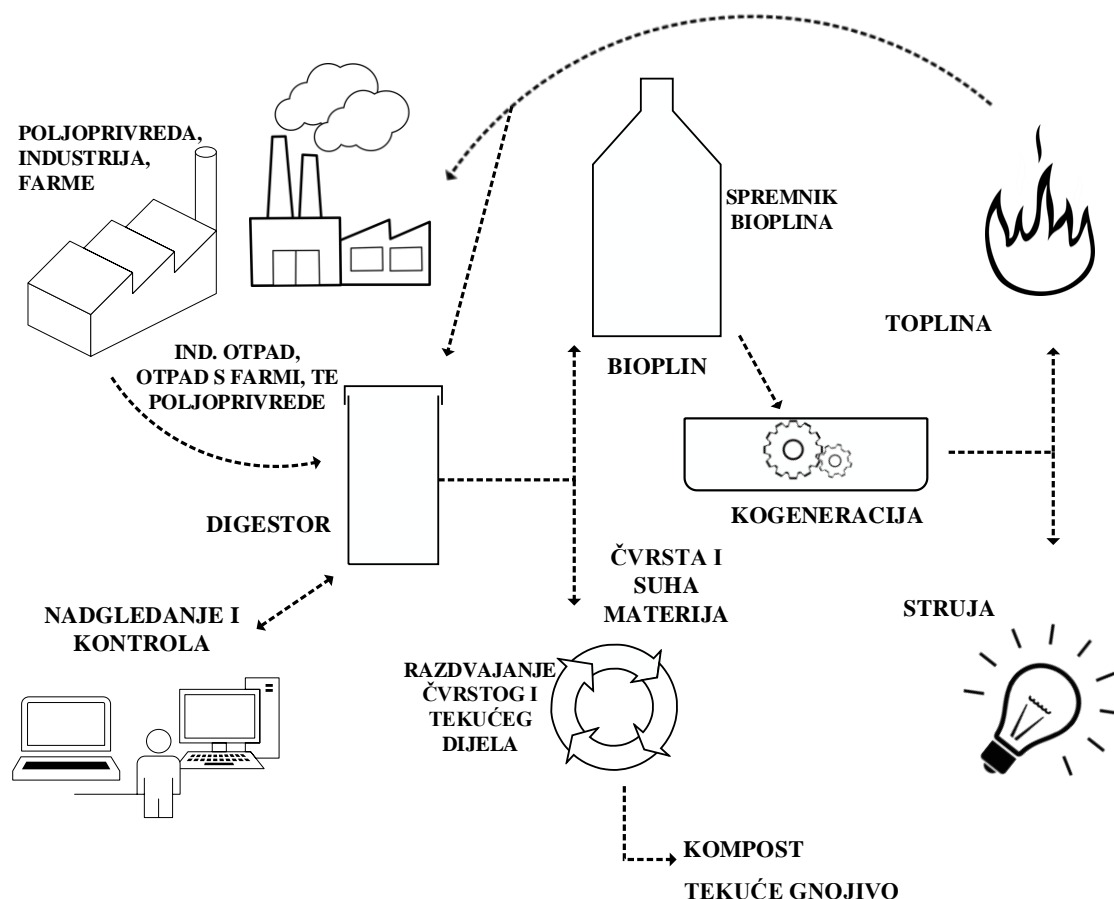 POLJOPRIVREDA,
INDUSTRIJA,
FARME
SPREMNIK
BIOPLINA
TOPLINA
IND. OTPAD,
OTPAD S FARMI, TE
POLJOPRIVREDE
BIOPLIN
DIGESTOR
KOGENERACIJA
ČVRSTA I
SUHA
MATERIJA
NADGLEDANJE I
KONTROLA
STRUJA
RAZDVAJANJE
ČVRSTOG I
TEKUĆEG
DIJELA
KOMPOST
TEKUĆE GNOJIVO